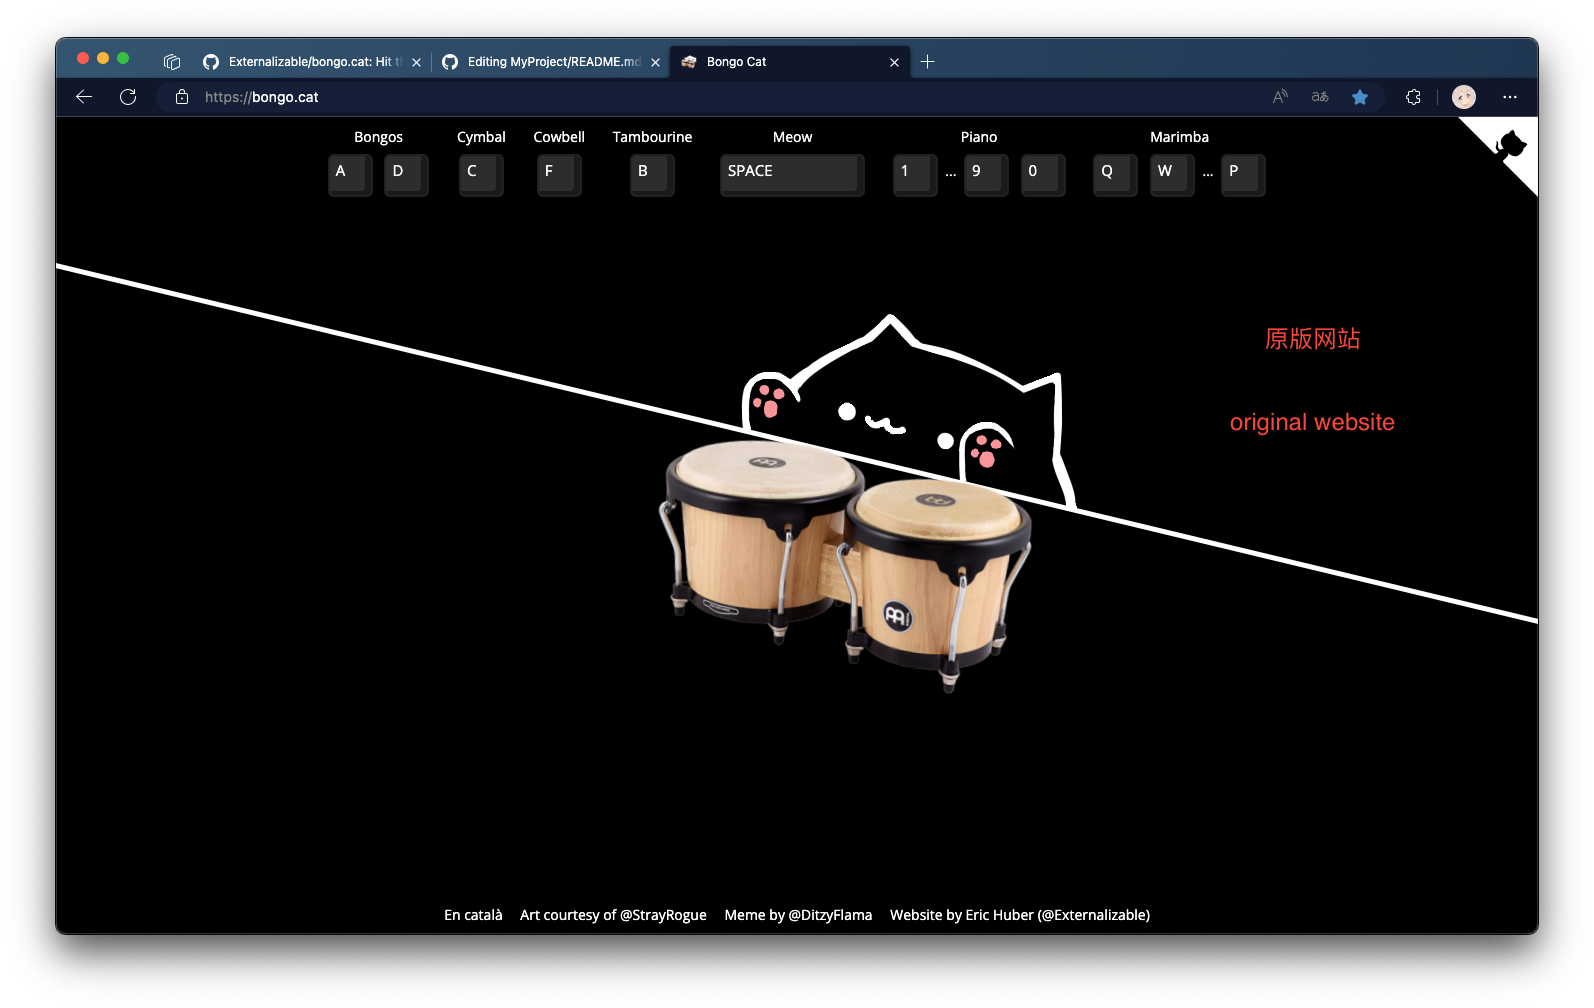 Externalizable/bongo.cat: Hit t
Editing MyProject/README.md
Bongo Cat
https://bongo.cat
Bongos
Cymbal
Cowbell
Tambourine
Meow
Piano
Marimba
A
D
C
F
B
SPACE
1
...
9
0
Q
W
...
P
原版网站
original website
En català
Art courtesy of @StrayRogue
Meme by @DitzyFlama
Website by Eric Huber (@Externalizable)